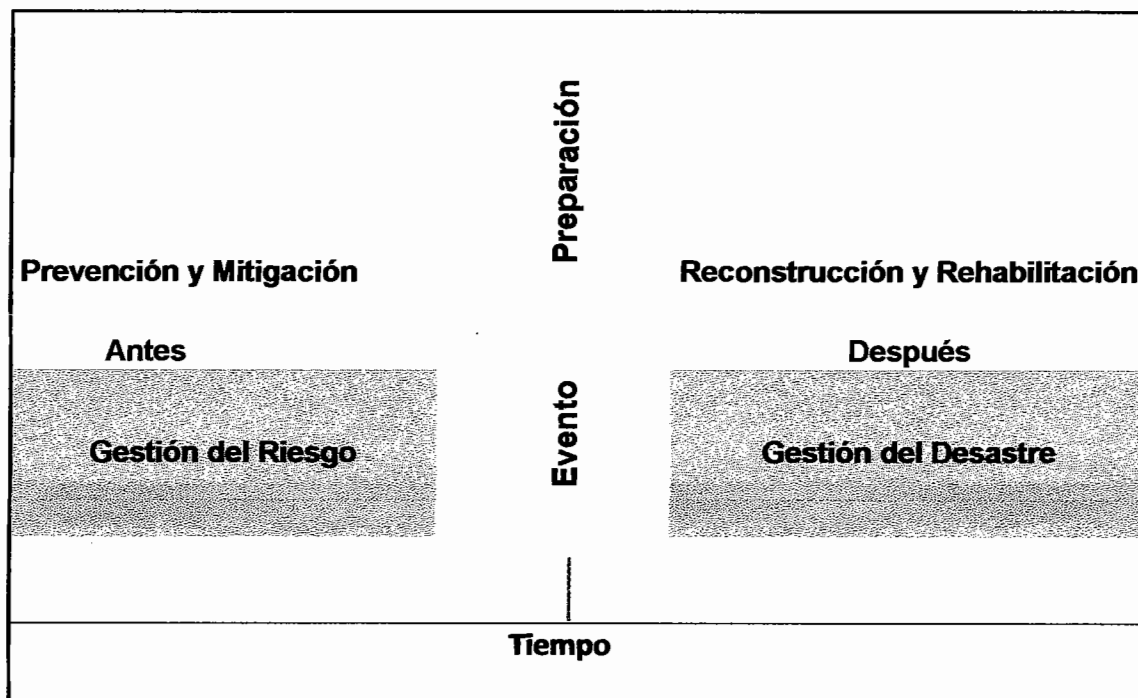 Preparación
Prevención y Mitigación
Reconstrucción y Rehabilitación
Antes
Después
Evento
Gestión del Riesgo
Gestión del Desastre
Tiempo